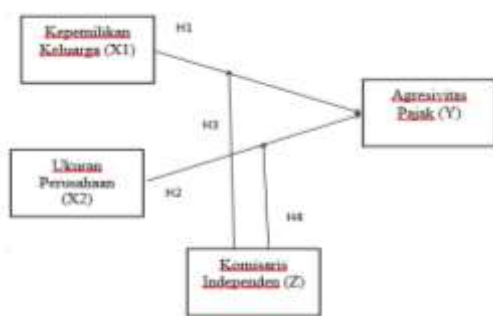 Kepemilikan
Keluarga (X1)
H1
Agresivitas
Pajak (Y)
H3
Ukuran
Perusahaan
(X2)
H2
H4
Komisaris
Independen (Z)